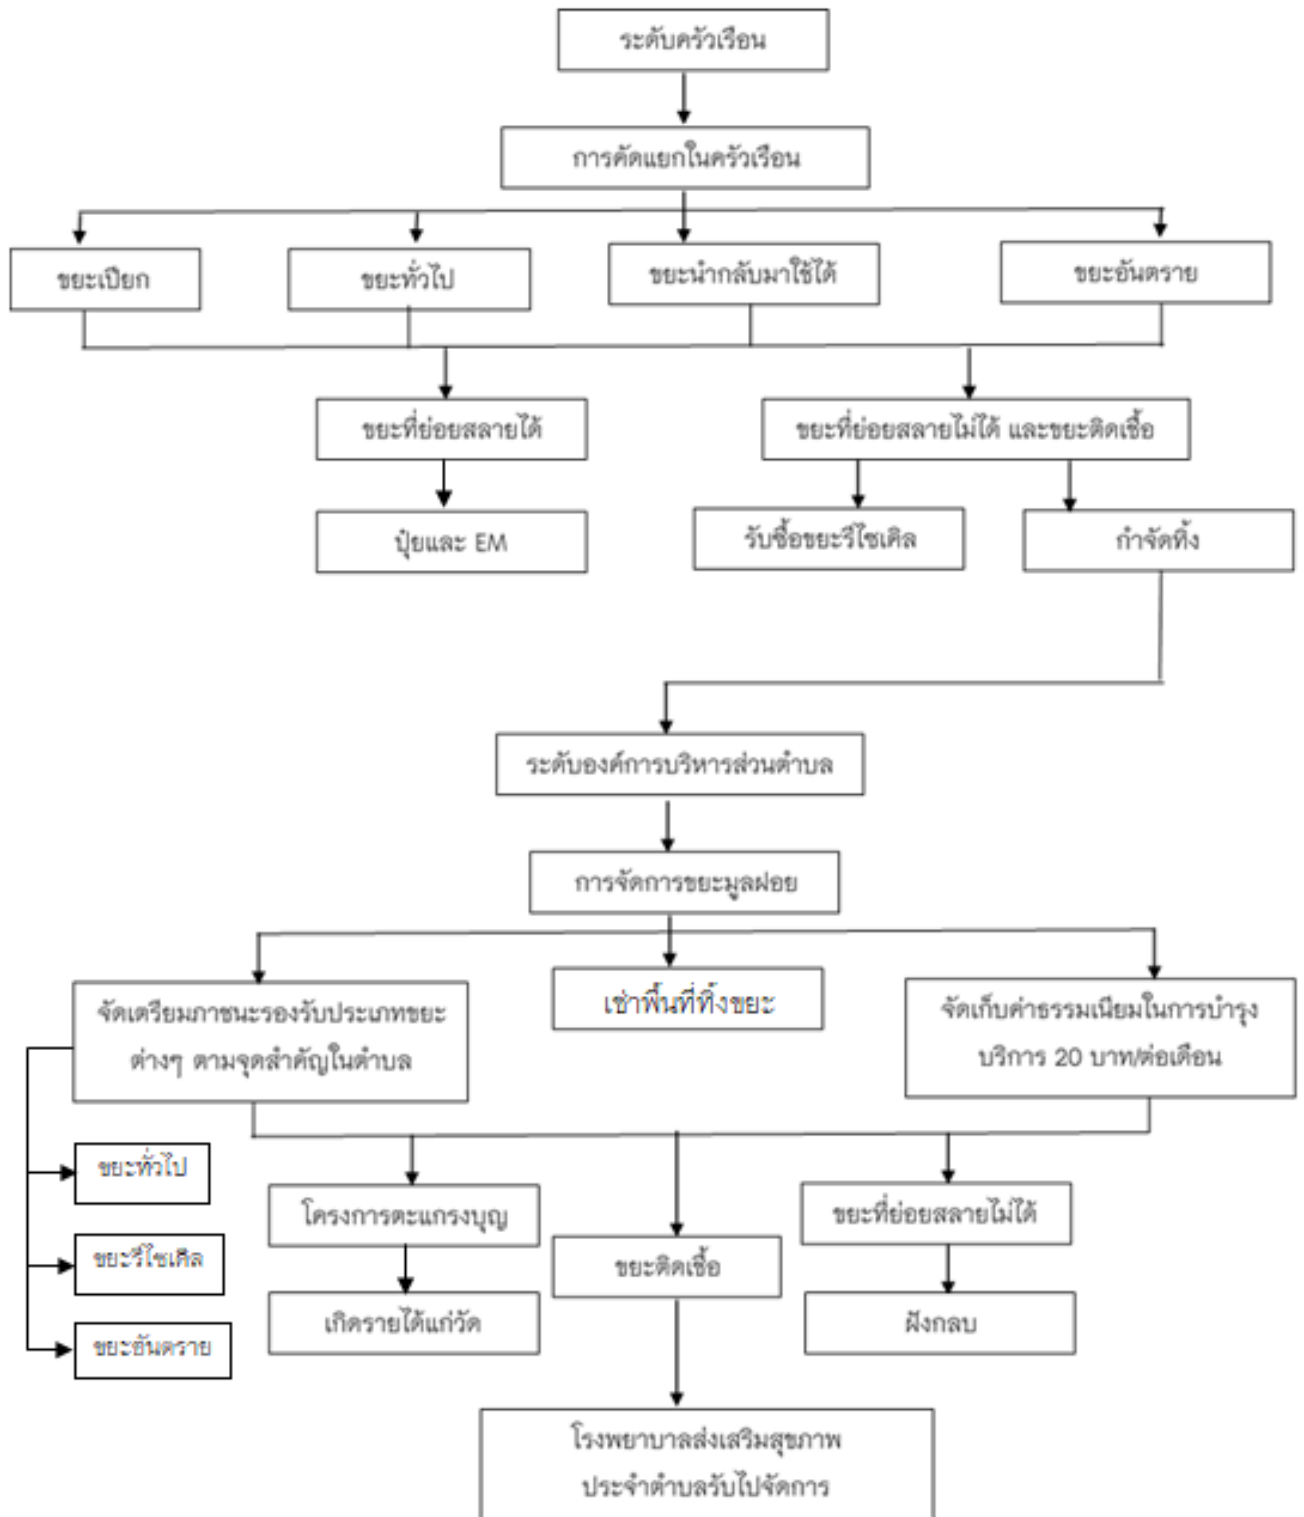 ระดับครัวเรือน
การคัดแยกในครัวเรือน
ขยะเปียก
ขยะทั่วไป
ขยะนำกลับมาใช้ได้
ขยะอันตราย
ขยะที่ย่อยสลายได้
ขยะที่ย่อยสลายไม่ได้ และขยะติดเชื้อ
ปุ๋ยและ EM
รับซื้อขยะรีไซเคิล
กำจัดทิ้ง
ระดับองค์การบริหารส่วนตำบล
การจัดการขยะมูลฝอย
จัดเตรียมภาชนะรองรับประเภทขยะ
ต่างๆ ตามจุดสำคัญในตำบล
เช่าพื้นที่ทิ้งขยะ
จัดเก็บค่าธรรมเนียมในการบำรุง
บริการ 20 บาท/ต่อเดือน
ขยะทั่วไป
ขยะรีไซเคิล
ขยะอันตราย
โครงการตะแกรงบุญ
เกิดรายได้แก่วัด
ขยะติดเชื้อ
ขยะที่ย่อยสลายไม่ได้
ฝังกลบ
โรงพยาบาลส่งเสริมสุขภาพ
ประจำตำบลรับไปจัดการ